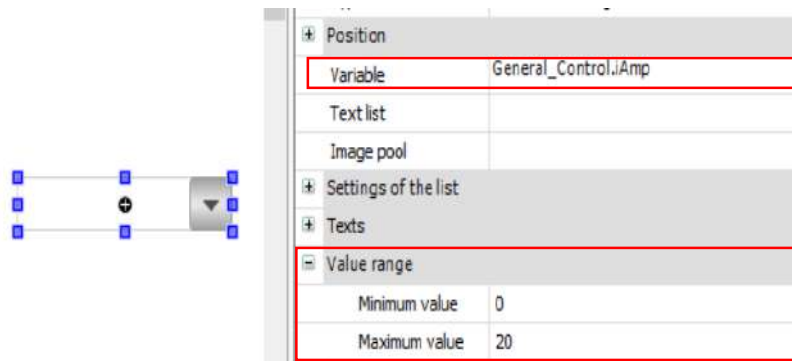 Position
Variable General_Control.iAmp
Text list
Image pool
Settings of the list
Texts
Value range
Minimum value 0
Maximum value 20